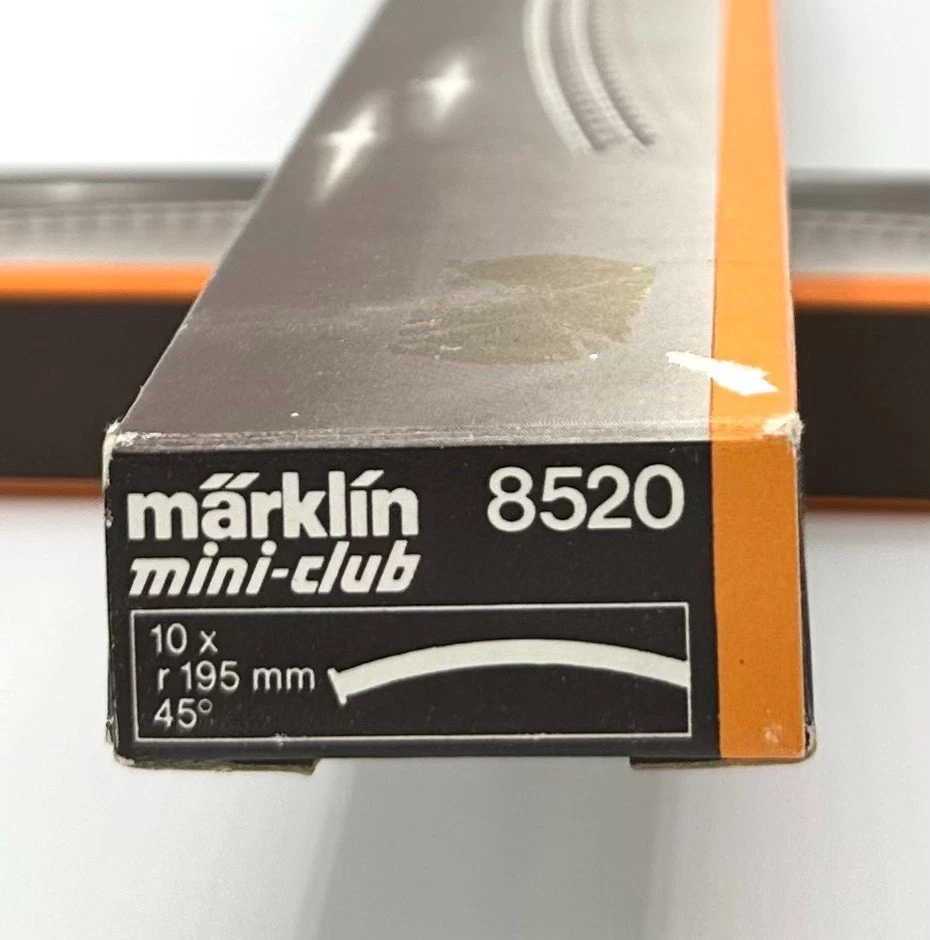 märklin 8520
mini-club
10 x
r 195 mm
45°